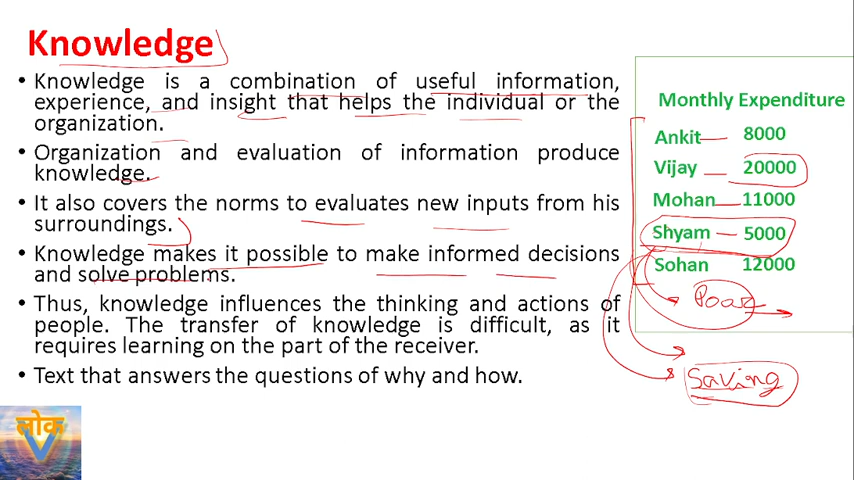 Knowledge
• Knowledge is a combination of useful information,
experience, and insight that helps the individual or the
organization.
• Organization and evaluation of information produce
knowledge.
• It also covers the norms to evaluates new inputs from his
surroundings.
• Knowledge makes it possible to make informed decisions
and solve problems.
• Thus, knowledge influences the thinking and actions of
people. The transfer of knowledge is difficult, as it
requires learning on the part of the receiver.
• Text that answers the questions of why and how.
Monthly Expenditure
Ankit 8000
Vijay 20000
Mohan 11000
Shyam 5000
Sohan 12000
Poar
Saving
लोक